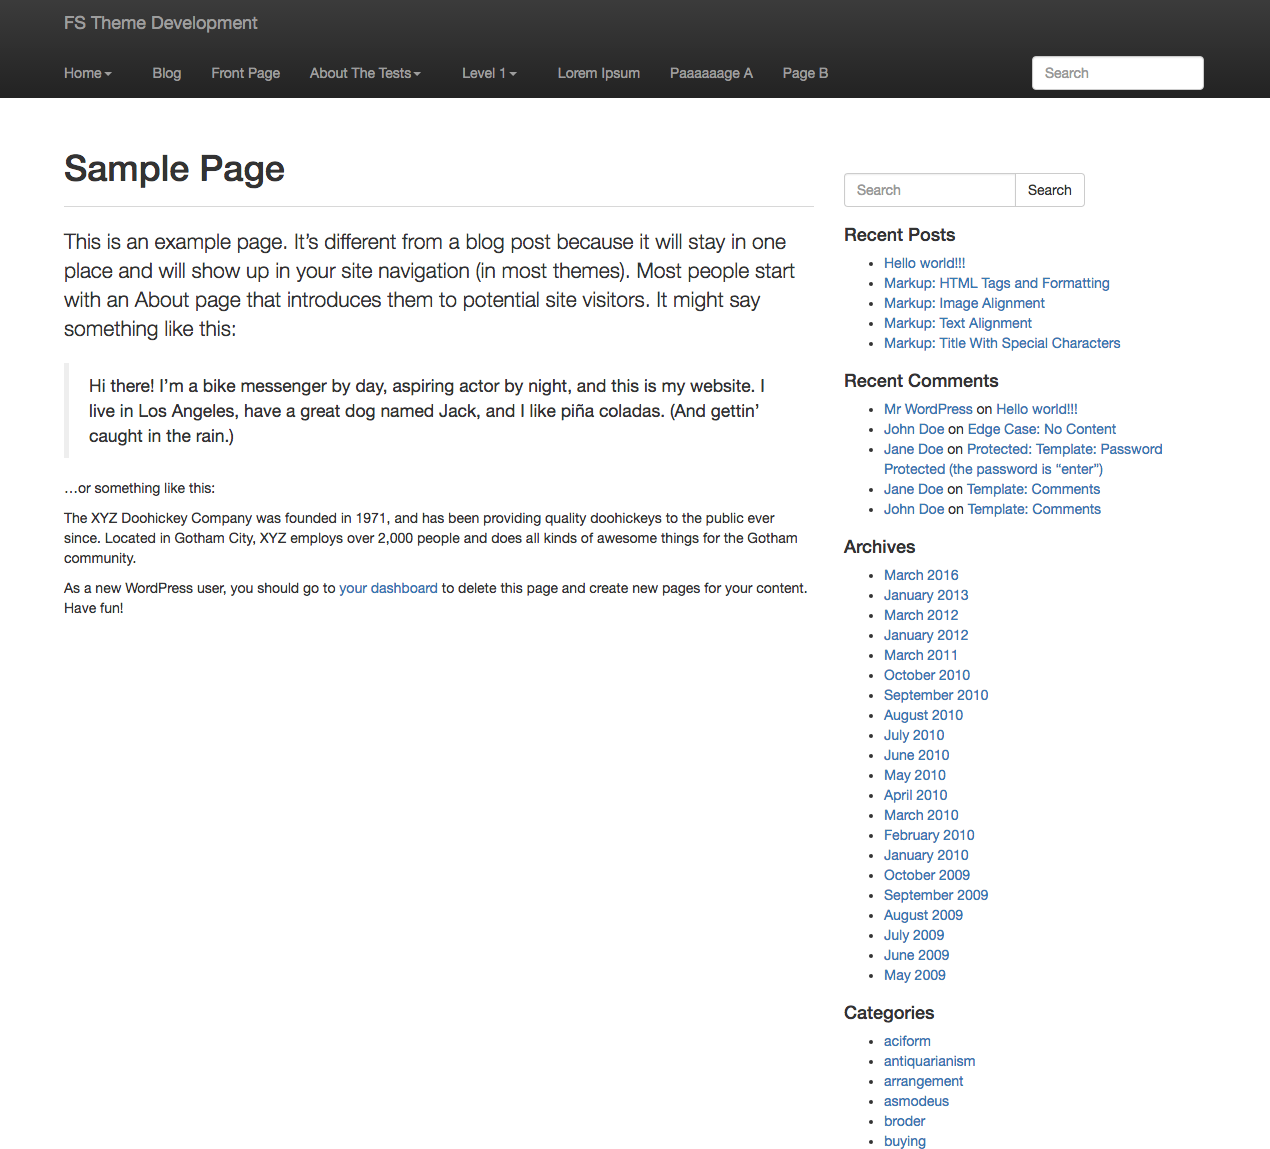 FS Theme Development
Home Blog Front Page About The Tests Level 1 Lorem Ipsum Paaaaaage A Page B Search
Sample Page
This is an example page. It’s different from a blog post because it will stay in one
place and will show up in your site navigation (in most themes). Most people start
with an About page that introduces them to potential site visitors. It might say
something like this:
Hi there! I’m a bike messenger by day, aspiring actor by night, and this is my website. I
live in Los Angeles, have a great dog named Jack, and I like piña coladas. (And gettin’
caught in the rain.)
…or something like this:
The XYZ Doohickey Company was founded in 1971, and has been providing quality doohickeys to the public ever
since. Located in Gotham City, XYZ employs over 2,000 people and does all kinds of awesome things for the Gotham
community.
As a new WordPress user, you should go to your dashboard to delete this page and create new pages for your content.
Have fun!
Search Search
Recent Posts
Hello world!!!
Markup: HTML Tags and Formatting
Markup: Image Alignment
Markup: Text Alignment
Markup: Title With Special Characters
Recent Comments
Mr WordPress on Hello world!!!
John Doe on Edge Case: No Content
Jane Doe on Protected: Template: Password
Protected (the password is “enter”)
Jane Doe on Template: Comments
John Doe on Template: Comments
Archives
March 2016
January 2013
March 2012
January 2012
March 2011
October 2010
September 2010
August 2010
July 2010
June 2010
May 2010
April 2010
March 2010
February 2010
January 2010
October 2009
September 2009
August 2009
July 2009
June 2009
May 2009
Categories
aciform
antiquarianism
arrangement
asmodeus
broder
buying